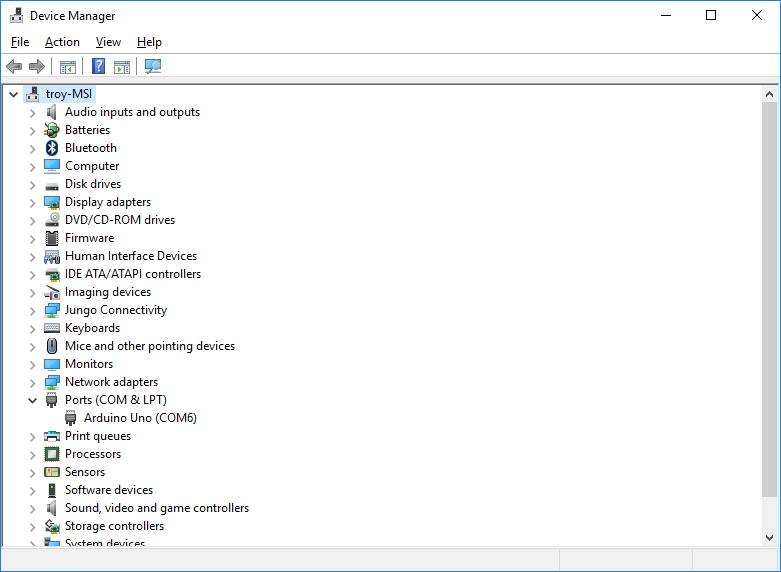 Device Manager
File Action View Help
troy-MSI
Audio inputs and outputs
Batteries
Bluetooth
Computer
Disk drives
Display adapters
DVD/CD-ROM drives
Firmware
Human Interface Devices
IDE ATA/ATAPI controllers
Imaging devices
Jungo Connectivity
Keyboards
Mice and other pointing devices
Monitors
Network adapters
Ports (COM & LPT)
Arduino Uno (COM6)
Print queues
Processors
Sensors
Software devices
Sound, video and game controllers
Storage controllers
System devices